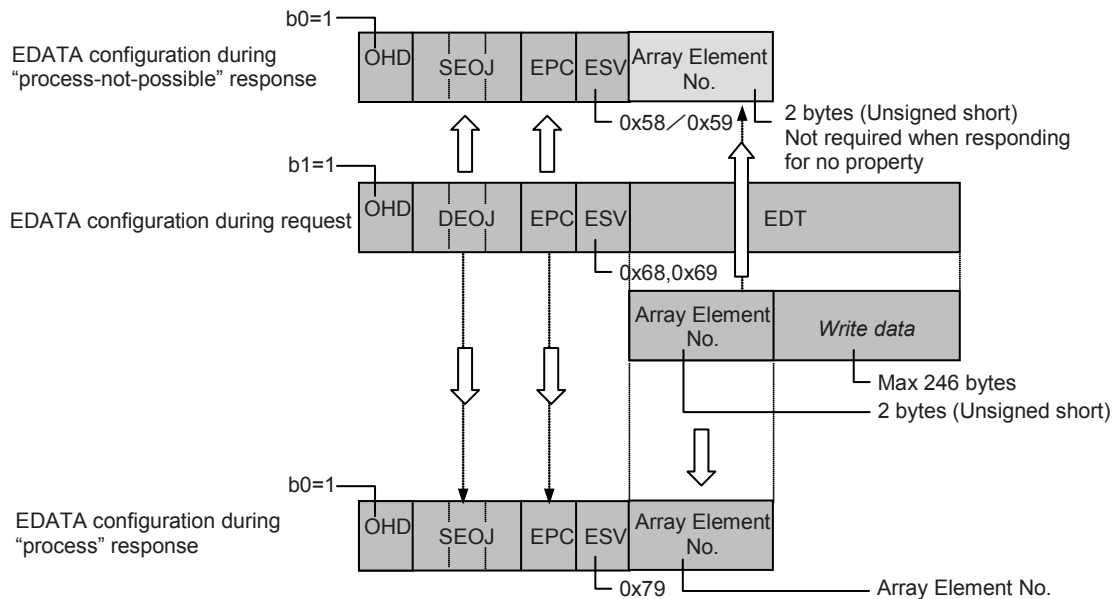 b0=1
EDATA configuration during
“process-not-possible” response
OHD
SEOJ
EPC
ESV
Array Element
No.
0x58／0x59
2 bytes (Unsigned short)
Not required when responding
for no property
b1=1
EDATA configuration during request
OHD
DEOJ
EPC
ESV
EDT
0x68,0x69
Array Element
No.
Write data
Max 246 bytes
2 bytes (Unsigned short)
b0=1
EDATA configuration during
“process” response
OHD
SEOJ
EPC
ESV
Array Element
No.
0x79
Array Element No.